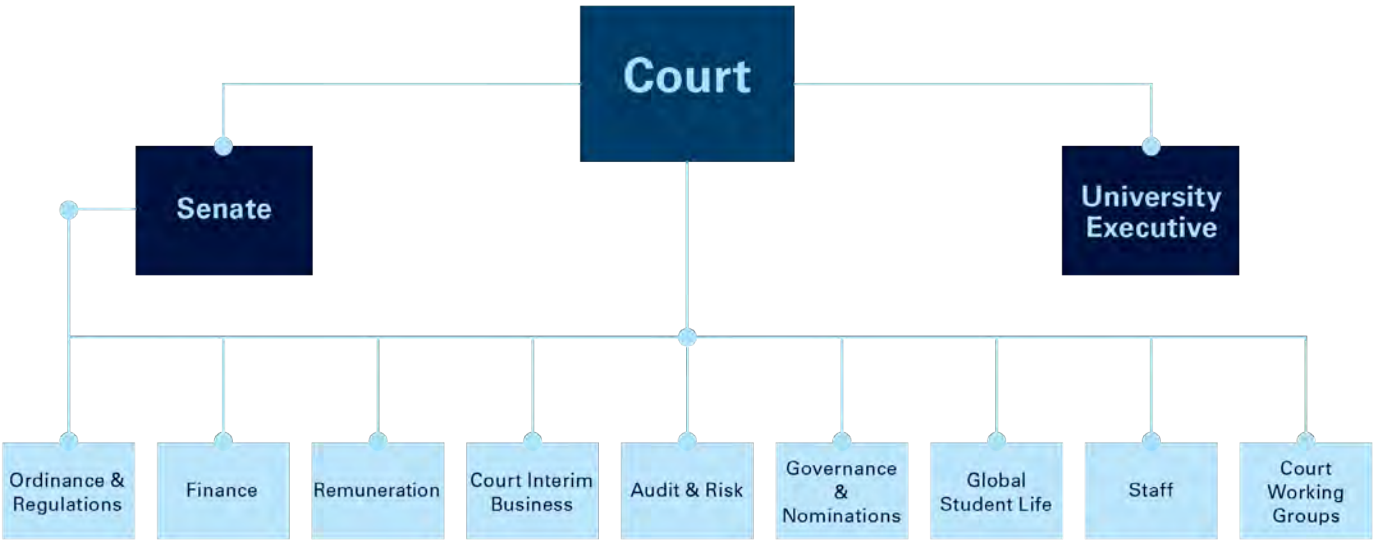 Court
Senate
University
Executive
Ordinance &
Regulations
Finance
Remuneration
Court Interim
Business
Audit & Risk
Governance
&
Nominations
Global
Student Life
Staff
Court
Working
Groups